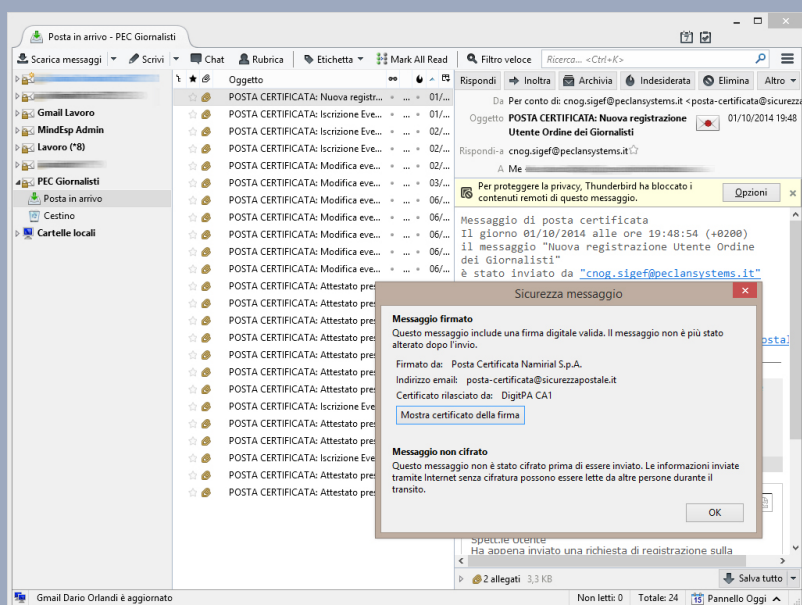 Posta in arrivo - PEC Giornalisti
Scarica messaggi Scrivi Chat Rubrica Etichetta Mark All Read Filtro veloce Ricerca... <Ctrl+K>
Gmail Lavoro
MindEsp Admin
Lavoro (*8)
PEC Giornalisti
Posta in arrivo
Cestino
Cartelle locali
Oggetto
POSTA CERTIFICATA: Nuova registr... ... 01/...
POSTA CERTIFICATA: Iscrizione Eve... ... 01/...
POSTA CERTIFICATA: Iscrizione Eve... ... 02/...
POSTA CERTIFICATA: Iscrizione Eve... ... 02/...
POSTA CERTIFICATA: Modifica eve... ... 02/...
POSTA CERTIFICATA: Modifica eve... ... 03/...
POSTA CERTIFICATA: Modifica eve... ... 06/...
POSTA CERTIFICATA: Modifica eve... ... 06/...
POSTA CERTIFICATA: Modifica eve... ... 06/...
POSTA CERTIFICATA: Modifica eve... ... 06/...
POSTA CERTIFICATA: Modifica eve... ... 06/...
POSTA CERTIFICATA: Attestato pres
POSTA CERTIFICATA: Attestato pres
POSTA CERTIFICATA: Attestato pres
POSTA CERTIFICATA: Attestato pres
POSTA CERTIFICATA: Attestato pres
POSTA CERTIFICATA: Attestato pres
POSTA CERTIFICATA: Attestato pres
POSTA CERTIFICATA: Iscrizione Eve
POSTA CERTIFICATA: Attestato pres
POSTA CERTIFICATA: Attestato pres
POSTA CERTIFICATA: Iscrizione Eve
POSTA CERTIFICATA: Attestato pres
POSTA CERTIFICATA: Attestato pres
Rispondi Inoltra Archivia Indesiderata Elimina Altro
Da Per conto di: cnog.sigef@peclansystems.it <posta-certificata@sicurezza
Oggetto POSTA CERTIFICATA: Nuova registrazione 01/10/2014 19:48
Utente Ordine dei Giornalisti
Rispondi-a cnog.sigef@peclansystems.it
A Me
Per proteggere la privacy, Thunderbird ha bloccato i
contenuti remoti di questo messaggio.
Opzioni
Messaggio di posta certificata
Il giorno 01/10/2014 alle ore 19:48:54 (+0200)
il messaggio "Nuova registrazione Utente Ordine
dei Giornalisti"
è stato inviato da "cnog.sigef@peclansystems.it"
Sicurezza messaggio
Messaggio firmato
Questo messaggio include una firma digitale valida. Il messaggio non è più stato
alterato dopo l'invio.
Firmato da: Posta Certificata Namirial S.p.A.
Indirizzo email: posta-certificata@sicurezzapostale.it
Certificato rilasciato da: DigitPA CA1
Mostra certificato della firma
Messaggio non cifrato
Questo messaggio non è stato cifrato prima di essere inviato. Le informazioni inviate
tramite Internet senza cifratura possono essere lette da altre persone durante il
transito.
OK
Spett.le Utente
Ha appena inviato una richiesta di registrazione sulla
2 allegati 3,3 KB
Salva tutto
Gmail Dario Orlandi è aggiornato
Non letti: 0 Totale: 24 15 Pannello Oggi